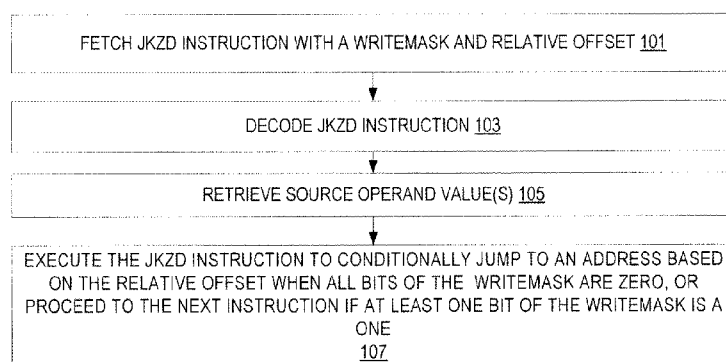 FETCH JKZD INSTRUCTION WITH A WRITEMASK AND RELATIVE OFFSET 101
DECODE JKZD INSTRUCTION 103
RETRIEVE SOURCE OPERAND VALUE(S) 105
EXECUTE THE JKZD INSTRUCTION TO CONDITIONALLY JUMP TO AN ADDRESS BASED
ON THE RELATIVE OFFSET WHEN ALL BITS OF THE WRITEMASK ARE ZERO, OR
PROCEED TO THE NEXT INSTRUCTION IF AT LEAST ONE BIT OF THE WRITEMASK IS A
ONE
107